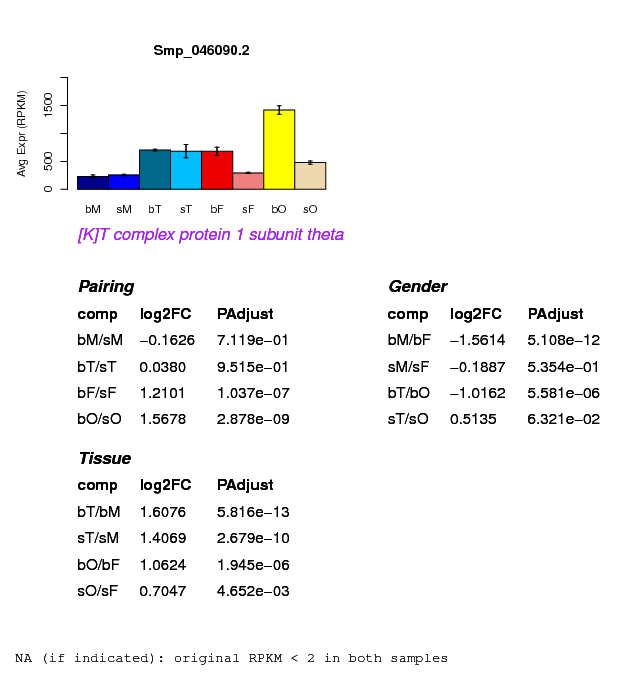 Smp_046090.2
Avg Expr (RPKM)
1500
500
0
bM sM bT sT bF sF bO sO
[K]T complex protein 1 subunit theta
Pairing
comp log2FC PAdjust
bM/sM −0.1626 7.119e−01
bT/sT 0.0380 9.515e−01
bF/sF 1.2101 1.037e−07
bO/sO 1.5678 2.878e−09
Gender
comp log2FC PAdjust
bM/bF −1.5614 5.108e−12
sM/sF −0.1887 5.354e−01
bT/bO −1.0162 5.581e−06
sT/sO 0.5135 6.321e−02
Tissue
comp log2FC PAdjust
bT/bM 1.6076 5.816e−13
sT/sM 1.4069 2.679e−10
bO/bF 1.0624 1.945e−06
sO/sF 0.7047 4.652e−03
NA (if indicated): original RPKM < 2 in both samples